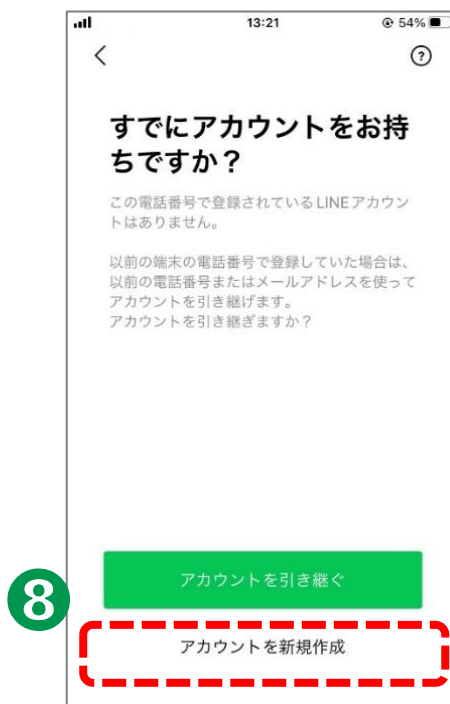 13:21
54%
?
すでにアカウントをお持
ちですか？
この電話番号で登録されているLINEアカウン
トはありません。
以前の端末の電話番号で登録していた場合は、
以前の電話番号またはメールアドレスを使って
アカウントを引き継げます。
アカウントを引き継ぎますか？
アカウントを引き継ぐ
8
アカウントを新規作成